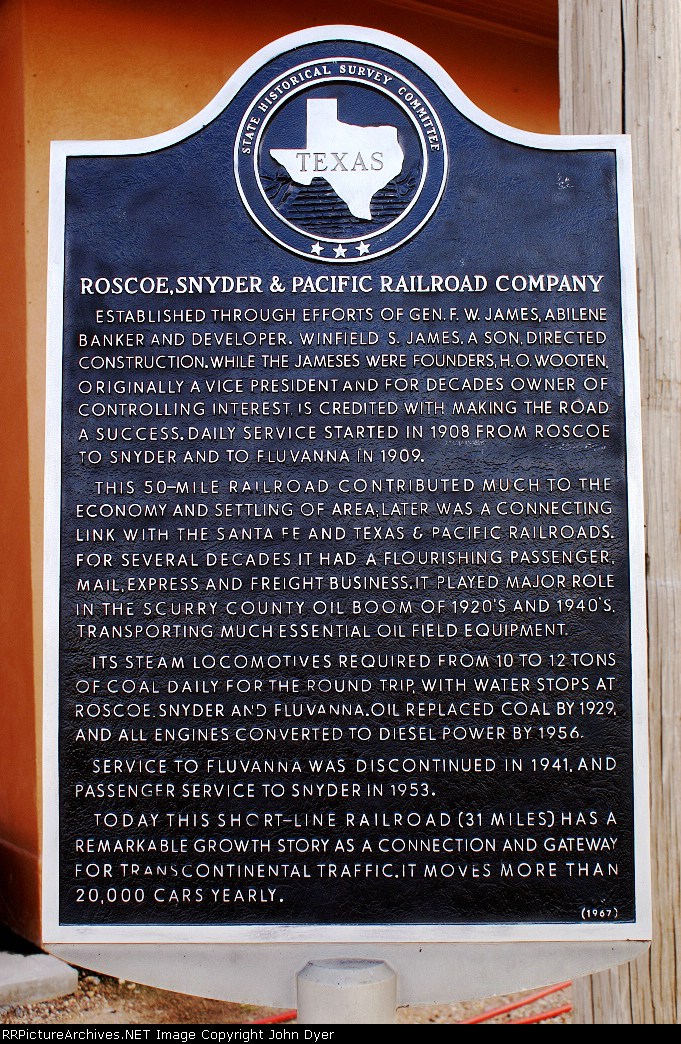 STATE HISTORICAL SURVEY COMMITTEE
TEXAS
ROSCOE, SNYDER & PACIFIC RAILROAD COMPANY
ESTABLISHED THROUGH EFFORTS OF GEN. F. W. JAMES, ABILENE
BANKER AND DEVELOPER. WINFIELD S. JAMES, A SON, DIRECTED
CONSTRUCTION. WHILE THE JAMESES WERE FOUNDERS, H. O. WOOTEN,
ORIGINALLY A VICE PRESIDENT AND FOR DECADES OWNER OF
CONTROLLING INTEREST, IS CREDITED WITH MAKING THE ROAD
A SUCCESS. DAILY SERVICE STARTED IN 1908 FROM ROSCOE
TO SNYDER AND TO FLUVANNA IN 1909.
THIS 50-MILE RAILROAD CONTRIBUTED MUCH TO THE
ECONOMY AND SETTLING OF AREA, LATER WAS A CONNECTING
LINK WITH THE SANTA FE AND TEXAS & PACIFIC RAILROADS.
FOR SEVERAL DECADES IT HAD A FLOURISHING PASSENGER,
MAIL, EXPRESS AND FREIGHT BUSINESS. IT PLAYED MAJOR ROLE
IN THE SCURRY COUNTY OIL BOOM OF 1920'S AND 1940'S,
TRANSPORTING MUCH ESSENTIAL OIL FIELD EQUIPMENT.
ITS STEAM LOCOMOTIVES REQUIRED FROM 10 TO 12 TONS
OF COAL DAILY FOR THE ROUND TRIP, WITH WATER STOPS AT
ROSCOE, SNYDER AND FLUVANNA. OIL REPLACED COAL BY 1929,
AND ALL ENGINES CONVERTED TO DIESEL POWER BY 1956.
SERVICE TO FLUVANNA WAS DISCONTINUED IN 1941, AND
PASSENGER SERVICE TO SNYDER IN 1953.
TODAY THIS SHORT-LINE RAILROAD (31 MILES) HAS A
REMARKABLE GROWTH STORY AS A CONNECTION AND GATEWAY
FOR TRANSCONTINENTAL TRAFFIC. IT MOVES MORE THAN
20,000 CARS YEARLY.
(1967)
RRPictureArchives.NET Image Copyright John Dyer